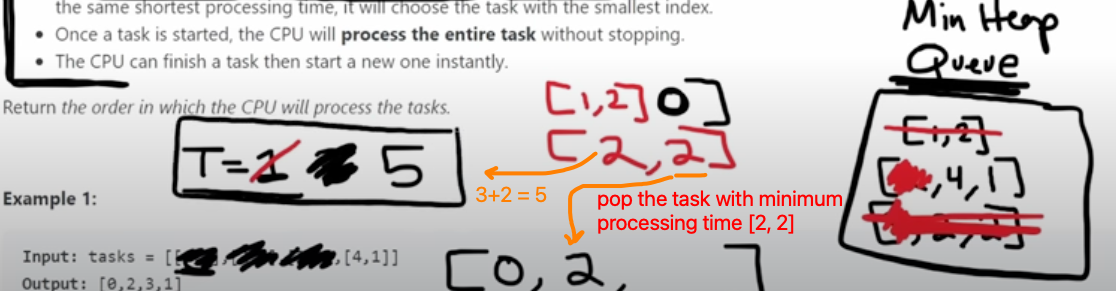 the same shortest processing time, it will choose the task with the smallest index.
• Once a task is started, the CPU will process the entire task without stopping.
• The CPU can finish a task then start a new one instantly.
Return the order in which the CPU will process the tasks.
Min Heap
Queue
[1,2] 0]
[2,2]
[1,2]
,4,1]
T=1 5
3+2 = 5
pop the task with minimum
processing time [2, 2]
Example 1:
Input: tasks = [[ ,[4,1]]
Output: [0,2,3,1]
[0, 2, ]